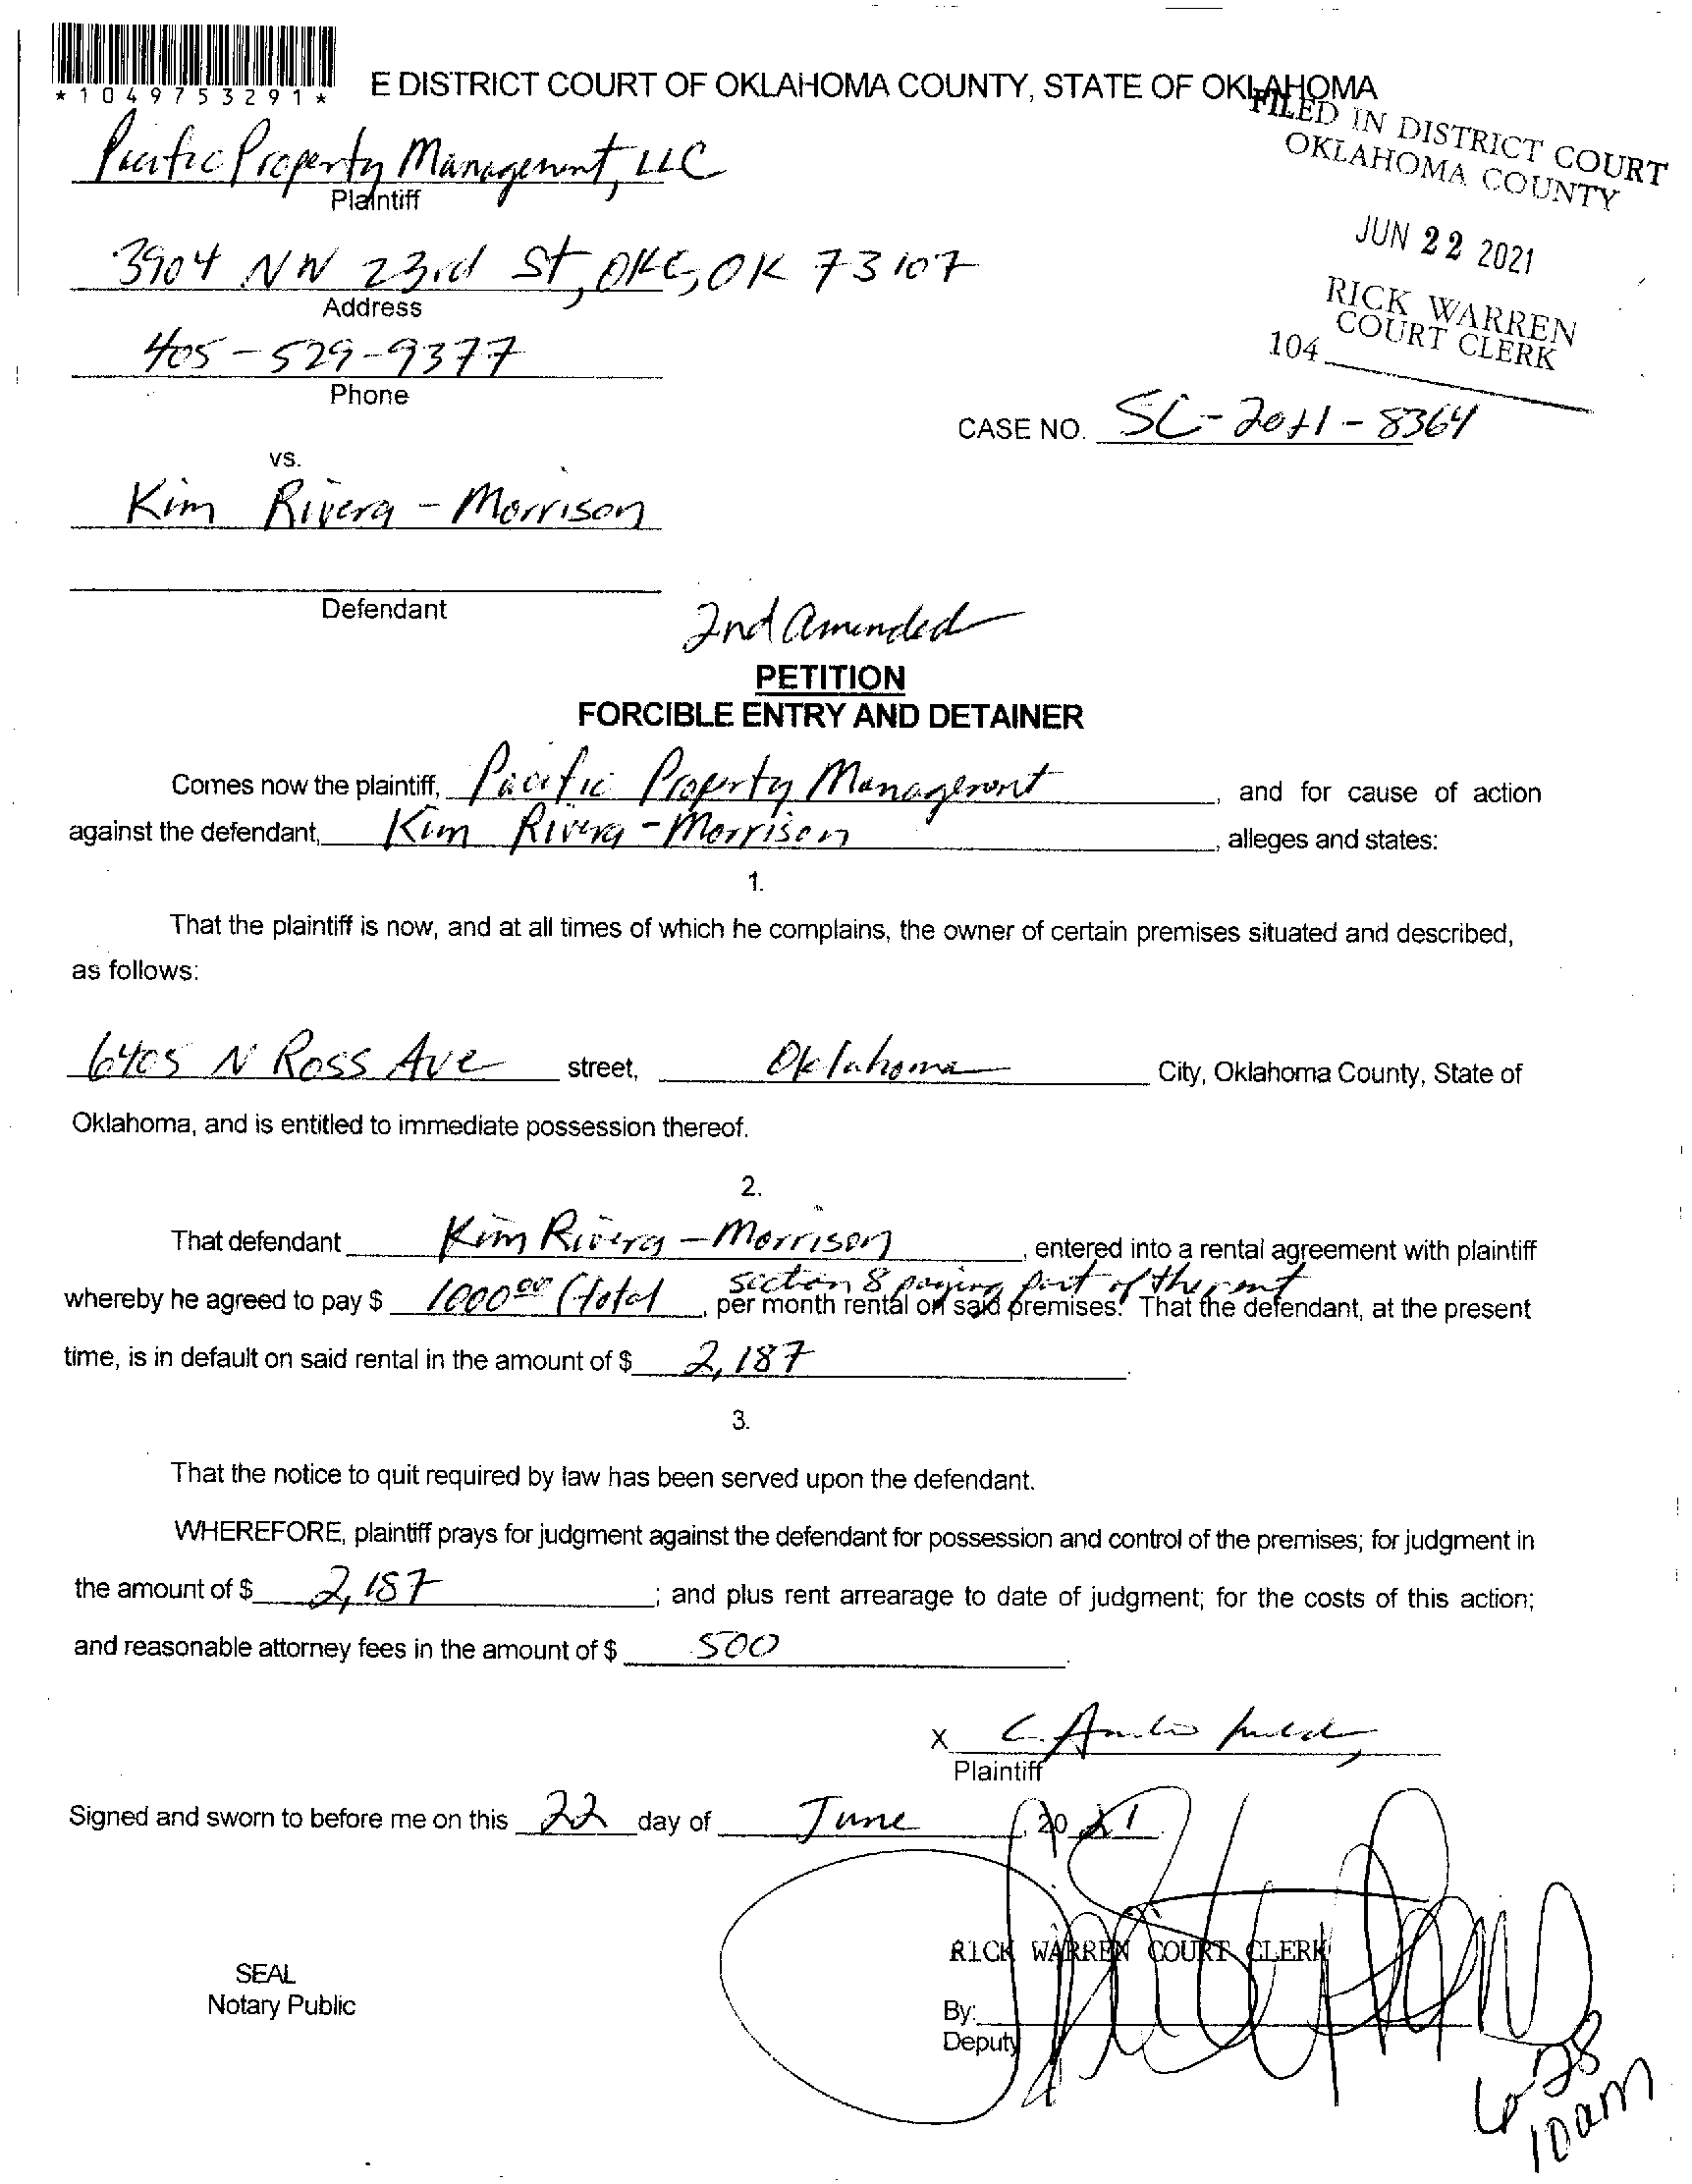 *1049753291*
E DISTRICT COURT OF OKLAHOMA COUNTY, STATE OF OKLAHOMA
FILED IN DISTRICT COURT
OKLAHOMA COUNTY
JUN 22 2021
RICK WARREN
COURT CLERK
104
Pacific Property Management, LLC
Plaintiff
3904 NW 23rd St, OKC, OK 73107
Address
405-529-9377
Phone
CASE NO. SC-2021-8364
vs.
Kim Rivera-Morrison
Defendant
2nd Amended
PETITION
FORCIBLE ENTRY AND DETAINER
Comes now the plaintiff, Pacific Property Management, and for cause of action
against the defendant, Kim Rivera-Morrison, alleges and states:
1.
That the plaintiff is now, and at all times of which he complains, the owner of certain premises situated and described,
as follows:
6405 N Ross Ave street, Oklahoma City, Oklahoma County, State of
Oklahoma, and is entitled to immediate possession thereof.
2.
That defendant Kim Rivera-Morrison, entered into a rental agreement with plaintiff
section 8 paying part of the rent
whereby he agreed to pay $ 1000.00 (total, per month rental on said premises. That the defendant, at the present
time, is in default on said rental in the amount of $ 2,187.
3.
That the notice to quit required by law has been served upon the defendant.
WHEREFORE, plaintiff prays for judgment against the defendant for possession and control of the premises; for judgment in
the amount of $ 2,187; and plus rent arrearage to date of judgment; for the costs of this action;
and reasonable attorney fees in the amount of $ 500.
X
Plaintiff
Signed and sworn to before me on this 22 day of June, 2021.
RICK WARREN COURT CLERK
SEAL
Notary Public
By:
Deputy
6-28
10am